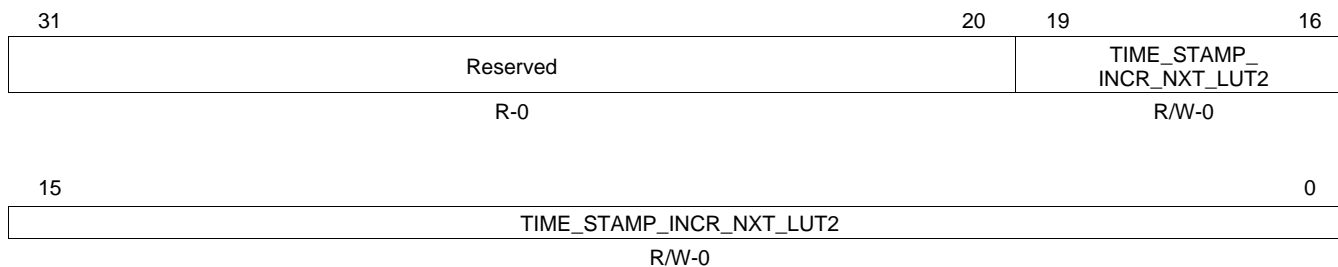 31 20 19 16
Reserved
TIME_STAMP_
INCR_NXT_LUT2
R-0 R/W-0
15 0
TIME_STAMP_INCR_NXT_LUT2
R/W-0